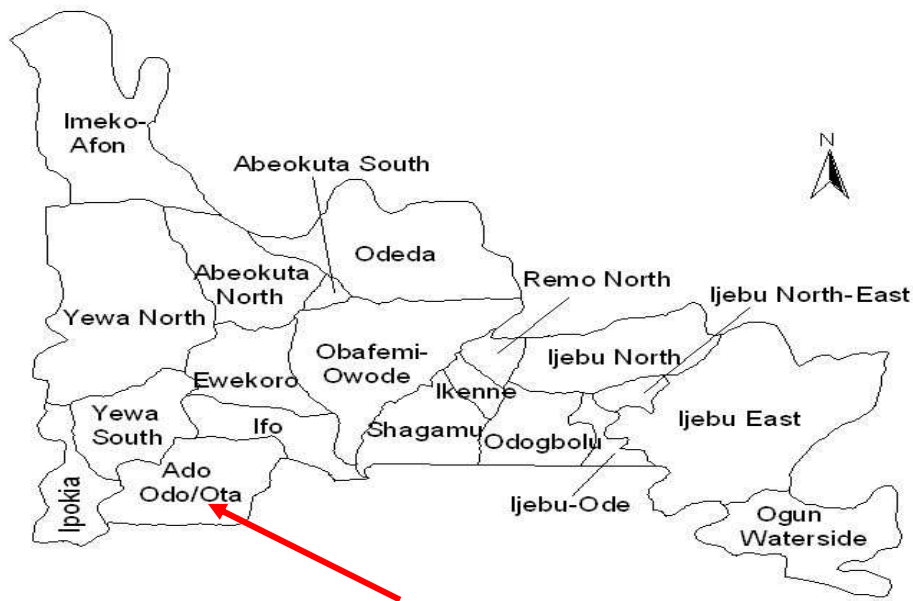 Imeko-
Afon
Abeokuta South
N
Odeda
Abeokuta
North
Remo North
Ijebu North-East
Yewa North
Obafemi-
Owode
Ijebu North
Ewekoro
Ikenne
Yewa
South
Ifo
Shagamu
Odogbolu
Ijebu East
Ado
Odo/Ota
Ipokia
Ijebu-Ode
Ogun
Waterside